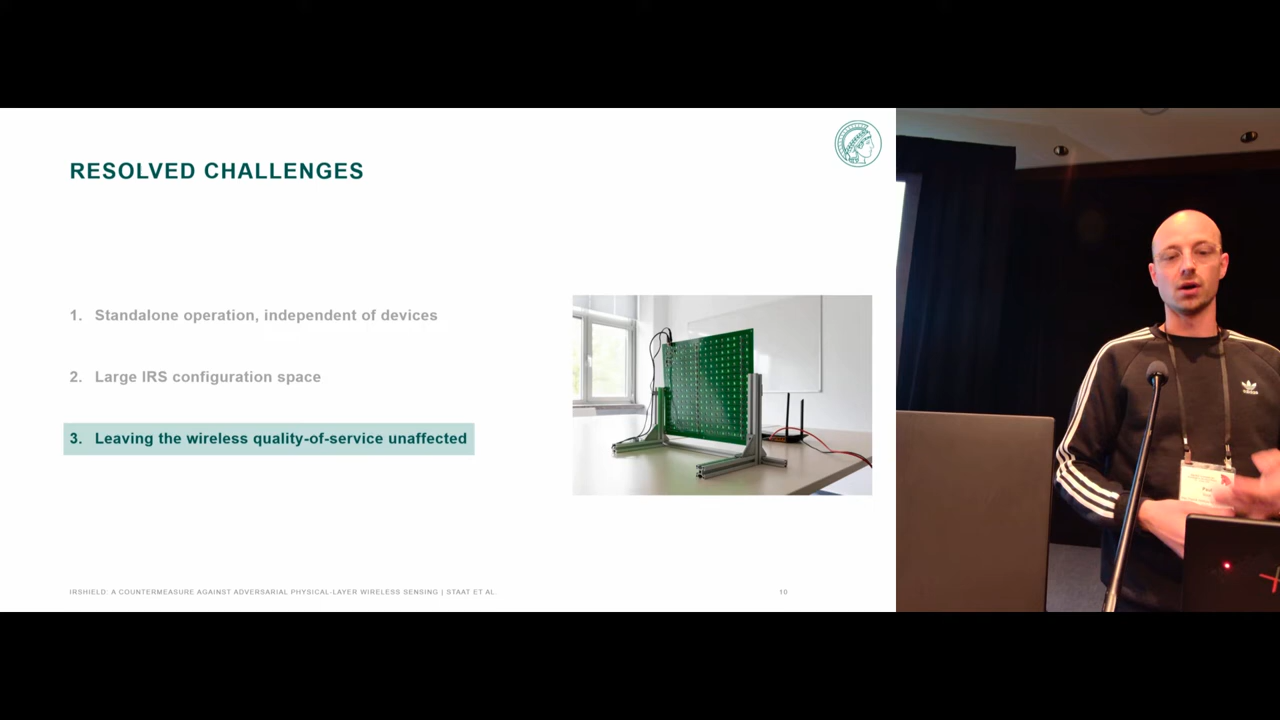 RESOLVED CHALLENGES
1. Standalone operation, independent of devices
2. Large IRS configuration space
3. Leaving the wireless quality-of-service unaffected
IRSHIELD: A COUNTERMEASURE AGAINST ADVERSARIAL PHYSICAL-LAYER WIRELESS SENSING | STAAT ET AL.
10